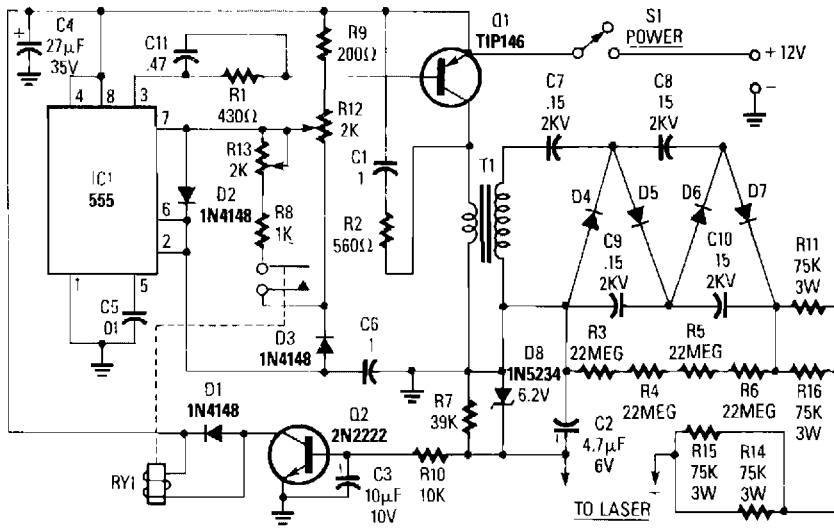 C4
27µF
35V
C11
.47
R1
430Ω
R9
200Ω
Q1
TIP146
S1
POWER
+ 12V
−
4
8
3
7
6
2
1
5
IC1
555
D2
1N4148
R13
2K
R8
1K
R12
2K
C1
1
R2
560Ω
T1
C7
.15
2KV
C8
15
2KV
D4
D5
D6
D7
C9
.15
2KV
C10
15
2KV
R11
75K
3W
C5
01
D3
1N4148
C6
1
D8
1N5234
6.2V
R3
22MEG
R4
22MEG
R5
22MEG
R6
22MEG
R16
75K
3W
D1
1N4148
Q2
2N2222
R7
39K
RY1
C3
10µF
10V
R10
10K
C2
4.7µF
6V
R15
75K
3W
R14
75K
3W
TO LASER